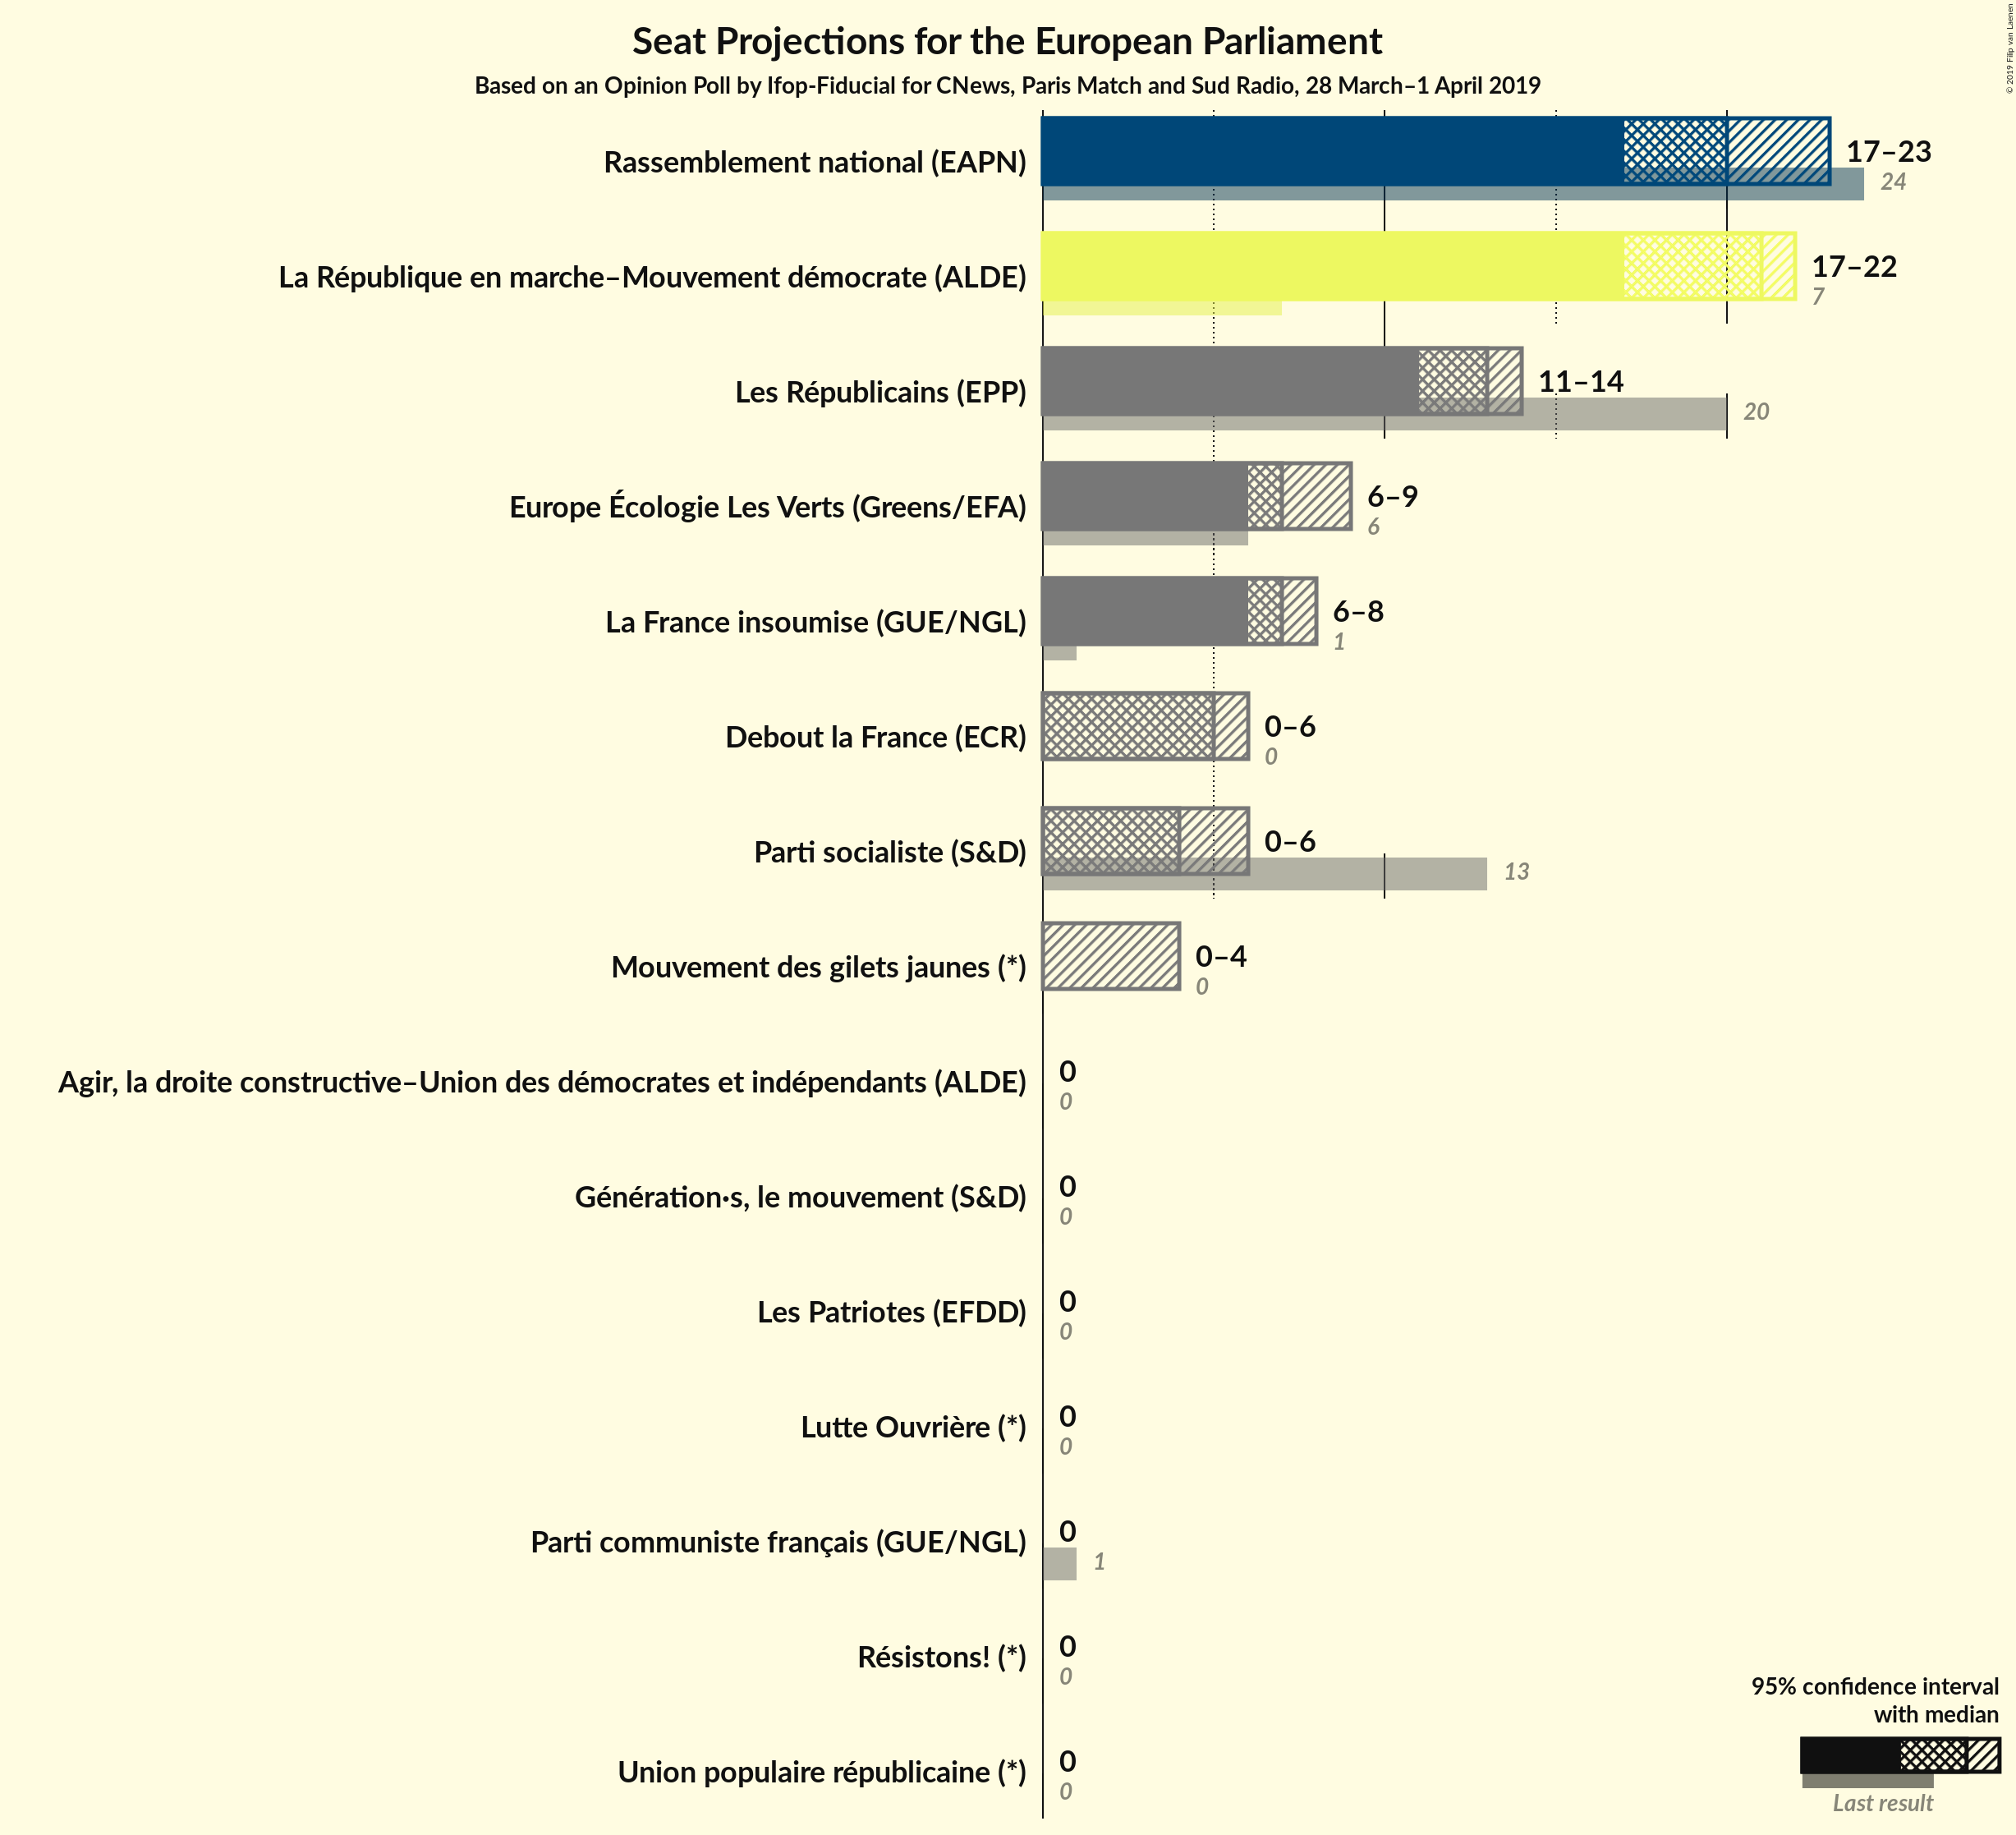 Seat Projections for the European Parliament
Based on an Opinion Poll by Ifop-Fiducial for CNews, Paris Match and Sud Radio, 28 March–1 April 2019
© 2019 Filip van Laenen
Rassemblement national (EAPN)
17–23
24
La République en marche–Mouvement démocrate (ALDE)
17–22
7
Les Républicains (EPP)
11–14
20
Europe Écologie Les Verts (Greens/EFA)
6–9
6
La France insoumise (GUE/NGL)
6–8
1
Debout la France (ECR)
0–6
0
Parti socialiste (S&D)
0–6
13
Mouvement des gilets jaunes (*)
0–4
0
Agir, la droite constructive–Union des démocrates et indépendants (ALDE)
0
0
Génération·s, le mouvement (S&D)
0
0
Les Patriotes (EFDD)
0
0
Lutte Ouvrière (*)
0
0
Parti communiste français (GUE/NGL)
0
1
Résistons! (*)
0
0
Union populaire républicaine (*)
0
0
95% confidence interval
with median
Last result